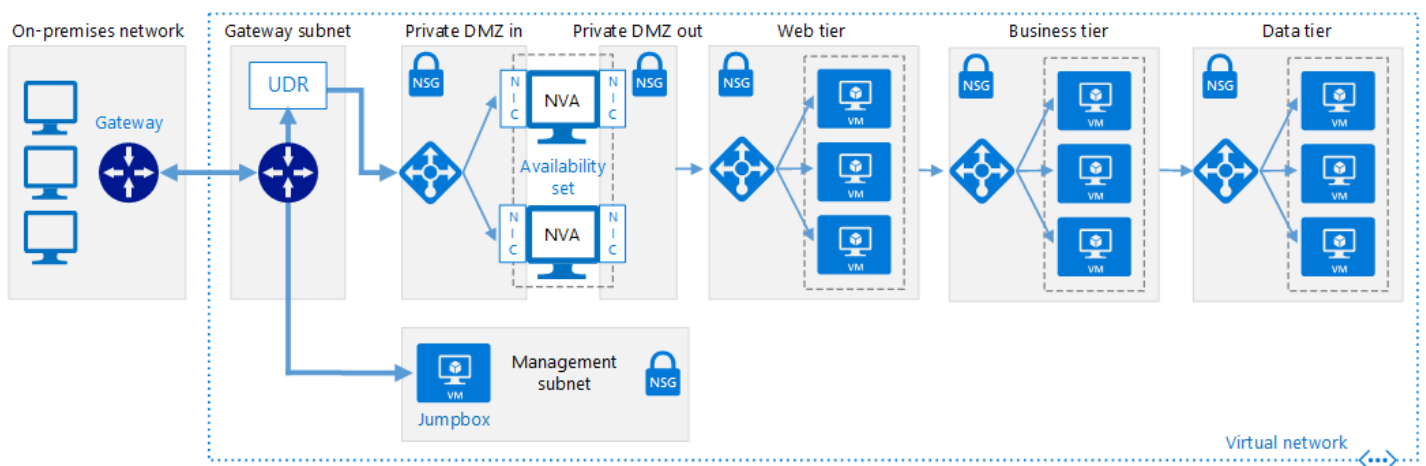 On-premises network
Gateway subnet
Private DMZ in
Private DMZ out
Web tier
Business tier
Data tier
Gateway
UDR
NSG
NIC
NVA
NIC
NSG
Availability
set
NIC
NVA
NIC
NSG
VM
VM
VM
NSG
VM
VM
VM
NSG
VM
VM
VM
VM
Jumpbox
Management
subnet
NSG
Virtual network